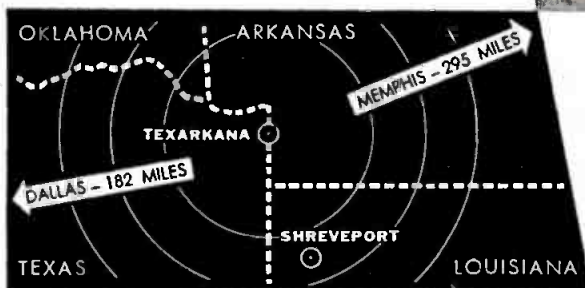 OKLAHOMA
ARKANSAS
MEMPHIS – 295 MILES
TEXARKANA
DALLAS – 182 MILES
SHREVEPORT
TEXAS
LOUISIANA